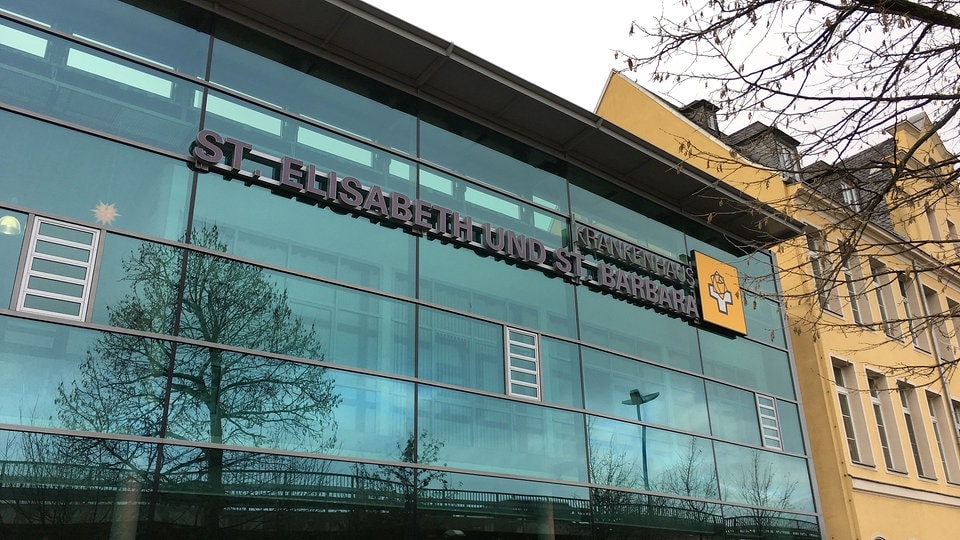 KRANKENHAUS
ST. ELISABETH UND ST. BARBARA